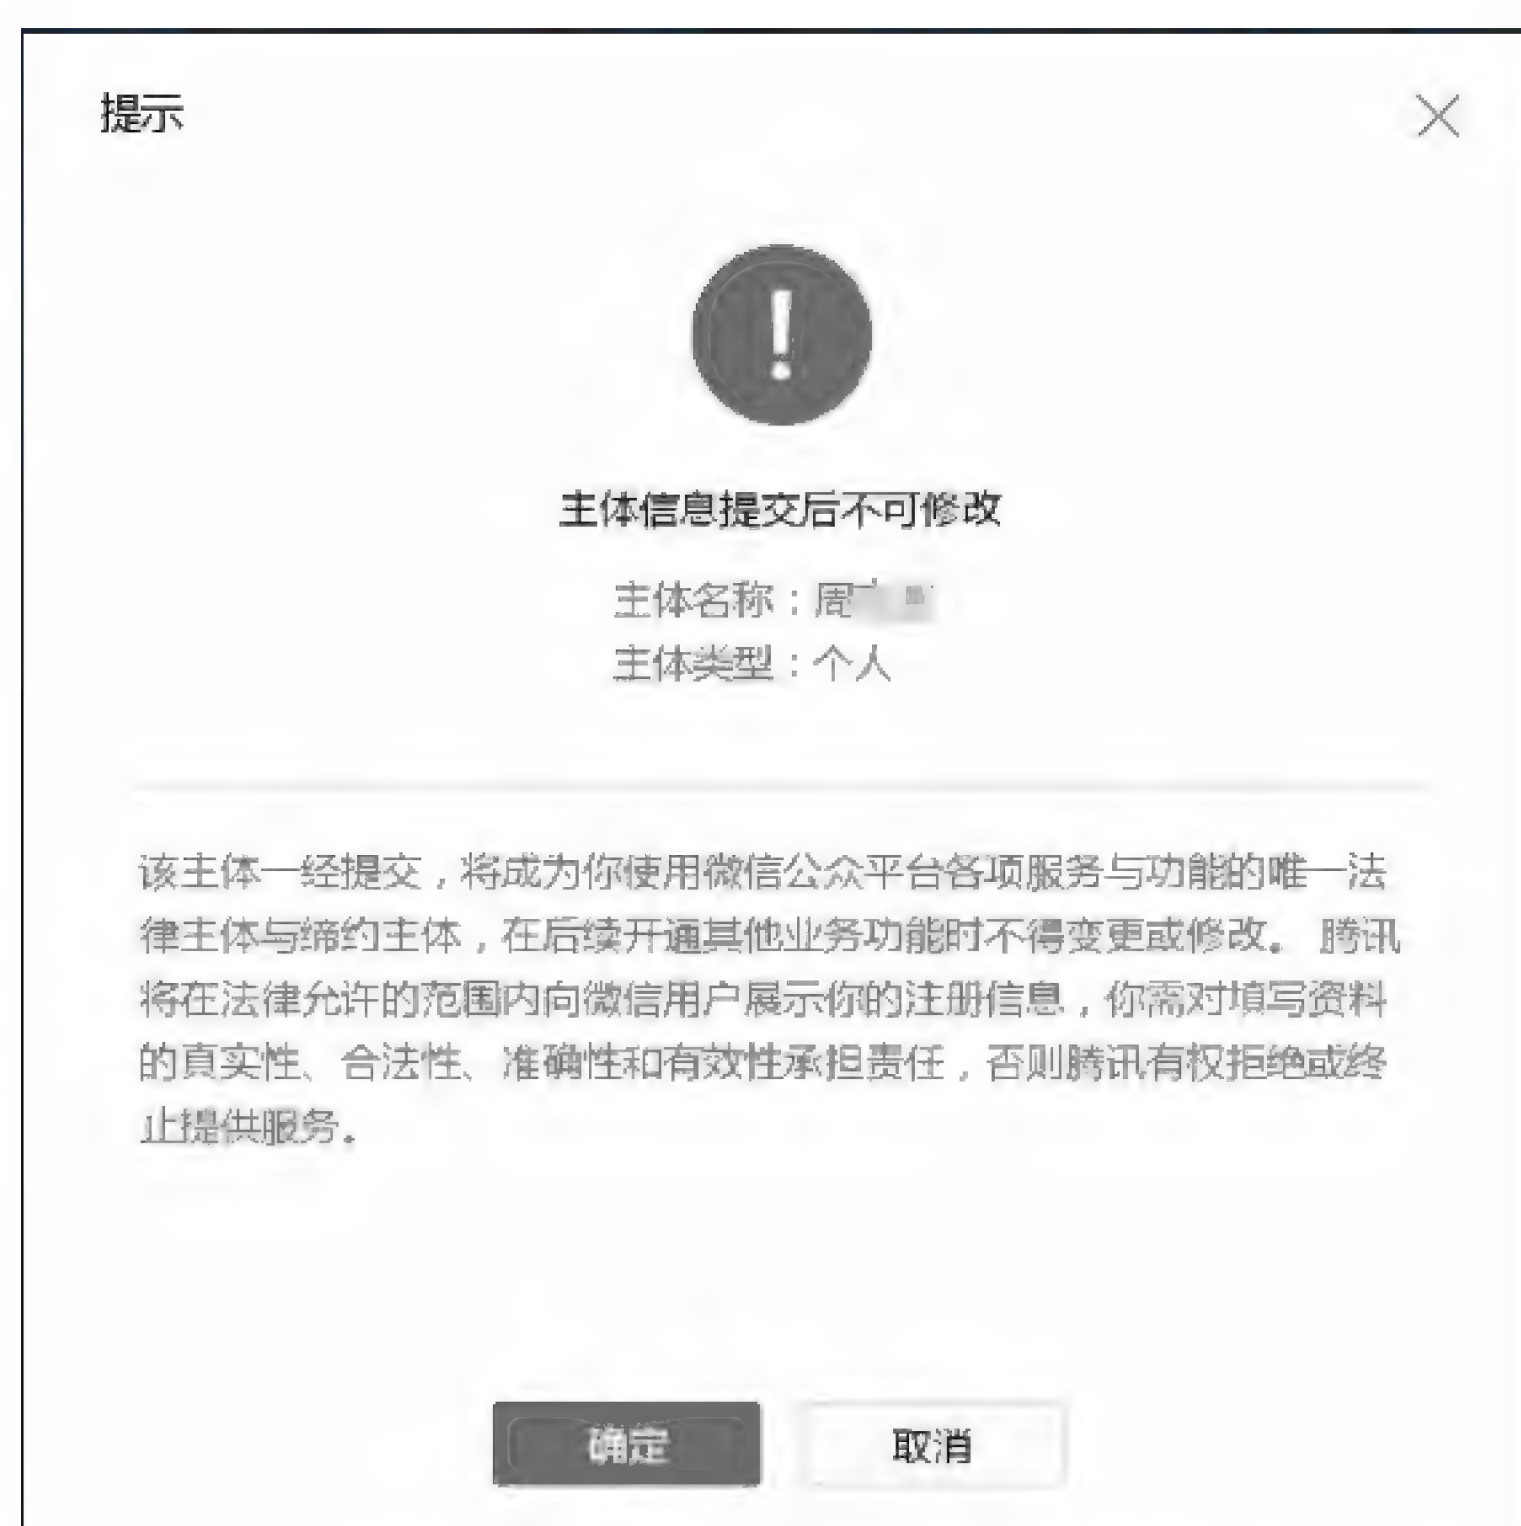 提示
主体信息提交后不可修改
主体名称：周
主体类型：个人
该主体一经提交，将成为你使用微信公众平台各项服务与功能的唯一法
律主体与缔约主体，在后续开通其他业务功能时不得变更或修改。 腾讯
将在法律允许的范围内向微信用户展示你的注册信息，你需对填写资料
的真实性、合法性、准确性和有效性承担责任，否则腾讯有权拒绝或终
止提供服务。
确定
取消